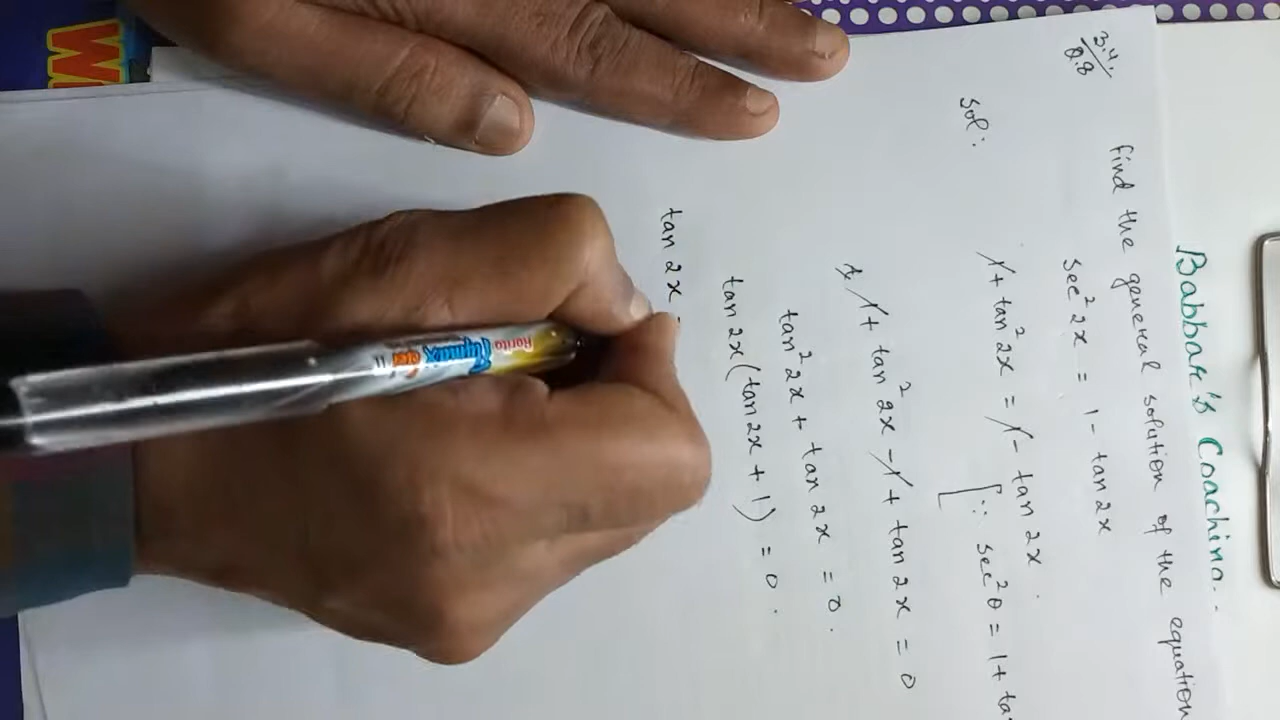 Babbar's Coaching..
3.4.
Q.8
find the general solution of the equation
sec² 2x = 1 - tan 2x
Sol:
1 + tan² 2x = 1 - tan 2x.
[∵ sec² θ = 1 + ta
1 + tan² 2x - 1 + tan 2x = 0
tan² 2x + tan 2x = 0.
tan 2x (tan 2x + 1) = 0.
tan 2x =
Rorito